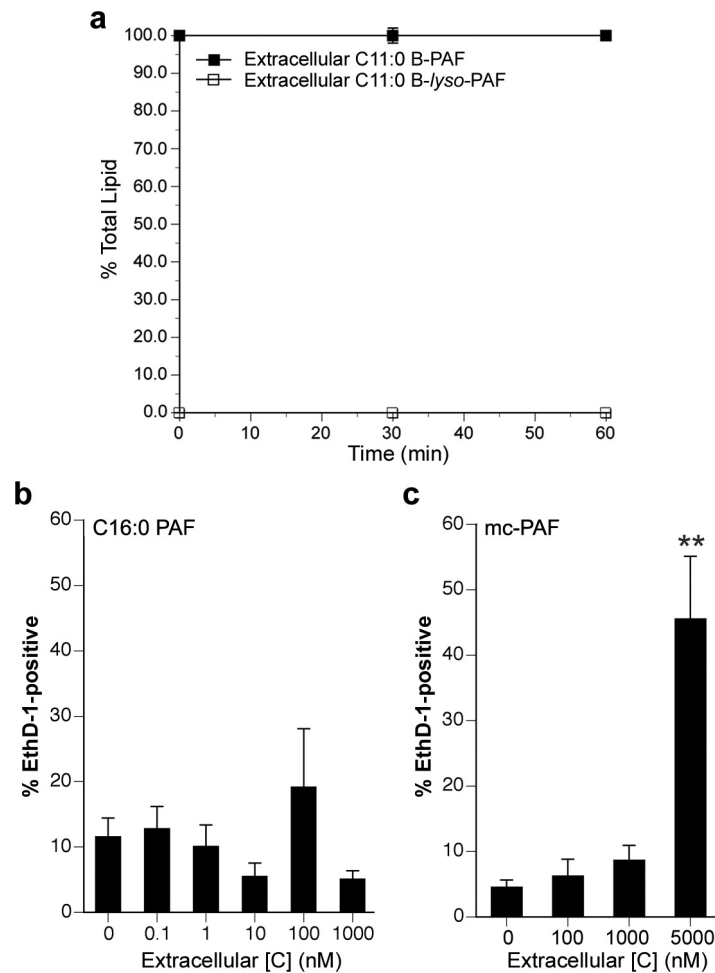 a
100.0
90.0
80.0
70.0
60.0
50.0
40.0
30.0
20.0
10.0
0.0
% Total Lipid
Extracellular C11:0 B-PAF
Extracellular C11:0 B-lyso-PAF
0 10 20 30 40 50 60
Time (min)
b
C16:0 PAF
60
50
40
30
20
10
0
% EthD-1-positive
0 0.1 1 10 100 1000
Extracellular [C] (nM)
c
mc-PAF
**
60
50
40
30
20
10
0
% EthD-1-positive
0 100 1000 5000
Extracellular [C] (nM)